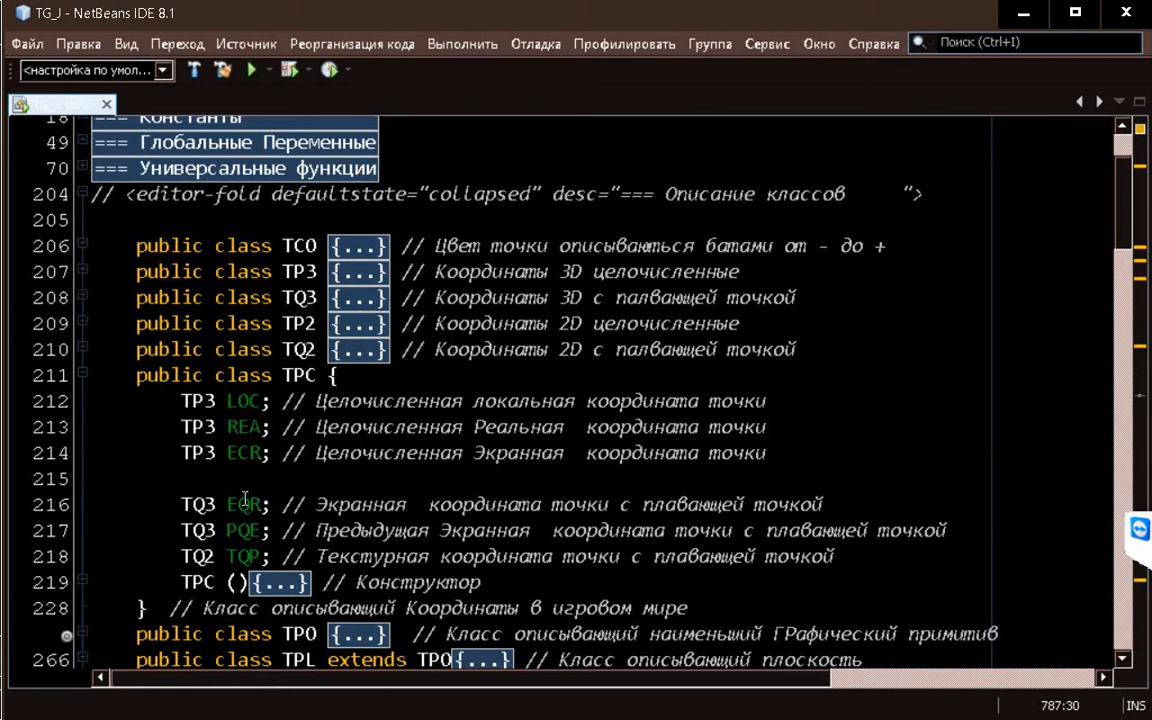 TG_J - NetBeans IDE 8.1
Файл Правка Вид Переход Источник Реорганизация кода Выполнить Отладка Профилировать Группа Сервис Окно Справка Поиск (Ctrl+I)
<настройка по умол...
18 === Константы
49 === Глобальные Переменные
70 === Универсальные функции
204 // <editor-fold defaultstate="collapsed" desc="=== Описание классов ">
205
206 public class TCO {...} // Цвет точки описываються батами от - до +
207 public class TP3 {...} // Координаты 3D целочисленные
208 public class TQ3 {...} // Координаты 3D с палвающей точкой
209 public class TP2 {...} // Координаты 2D целочисленные
210 public class TQ2 {...} // Координаты 2D с палвающей точкой
211 public class TPC {
212 TP3 LOC; // Целочисленная локальная координата точки
213 TP3 REA; // Целочисленная Реальная координата точки
214 TP3 ECR; // Целочисленная Экранная координата точки
215
216 TQ3 EQR; // Экранная координата точки с плавающей точкой
217 TQ3 PQE; // Предыдущая Экранная координата точки с плавающей точкой
218 TQ2 TQP; // Текстурная координата точки с плавающей точкой
219 TPC (){...} // Конструктор
228 } // Класс описывающий Координаты в игровом мире
public class TPO {...} // Класс описывающий наименьший ГРафический примитив
266 public class TPL extends TPO{...} // Класс описывающий плоскость
787:30 INS